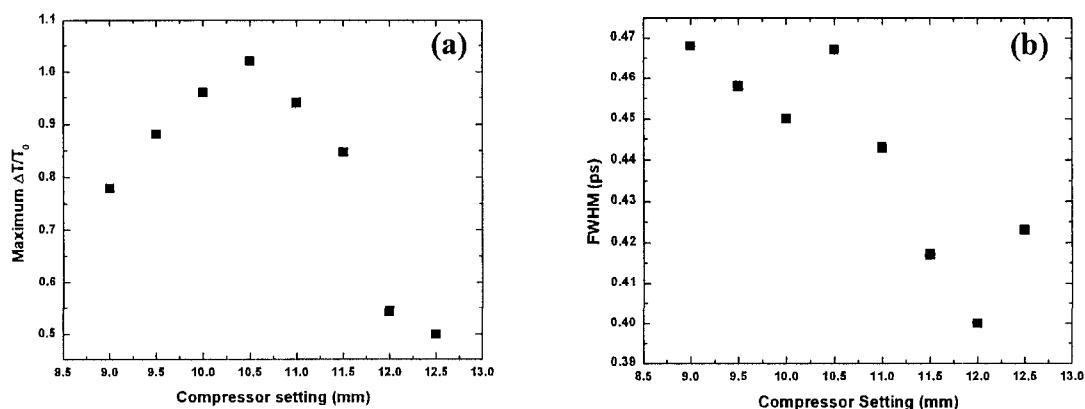 (a)
Maximum ΔT/T0
1.1
1.0
0.9
0.8
0.7
0.6
0.5
8.5 9.0 9.5 10.0 10.5 11.0 11.5 12.0 12.5 13.0
Compressor setting (mm)
(b)
FWHM (ps)
0.47
0.46
0.45
0.44
0.43
0.42
0.41
0.40
0.39
8.5 9.0 9.5 10.0 10.5 11.0 11.5 12.0 12.5 13.0
Compressor Setting (mm)